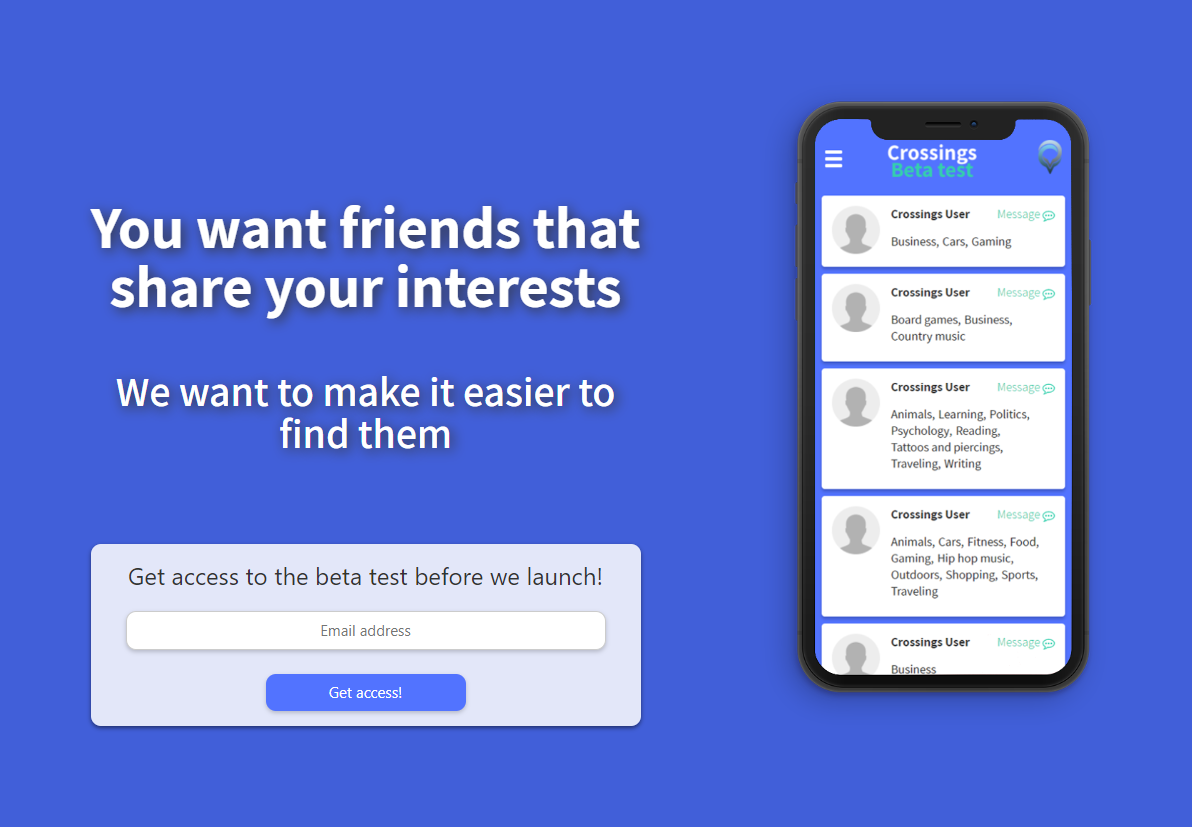 You want friends that
share your interests
We want to make it easier to
find them
Get access to the beta test before we launch!
Email address
Get access!
Crossings
Beta test
Crossings User Message
Business, Cars, Gaming
Crossings User Message
Board games, Business,
Country music
Crossings User Message
Animals, Learning, Politics,
Psychology, Reading,
Tattoos and piercings,
Traveling, Writing
Crossings User Message
Animals, Cars, Fitness, Food,
Gaming, Hip hop music,
Outdoors, Shopping, Sports,
Traveling
Crossings User Message
Business